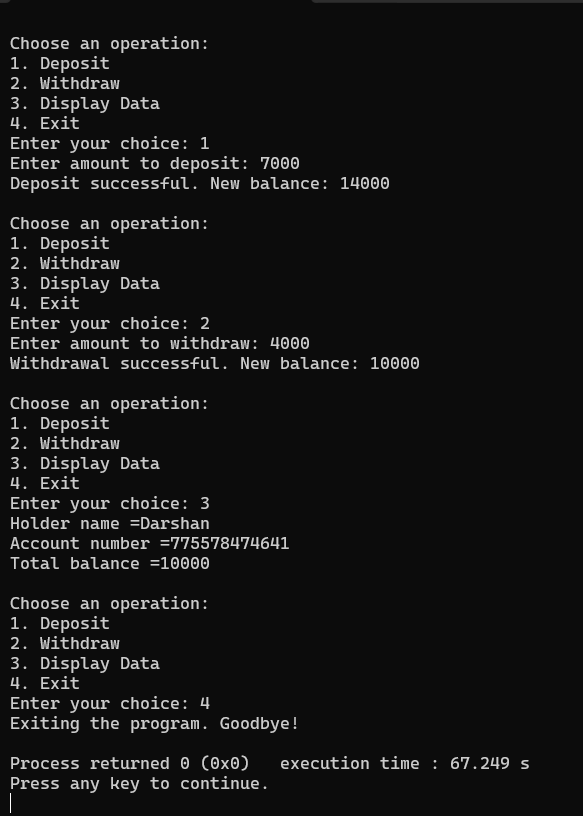 Choose an operation:
1. Deposit
2. Withdraw
3. Display Data
4. Exit
Enter your choice: 1
Enter amount to deposit: 7000
Deposit successful. New balance: 14000
Choose an operation:
1. Deposit
2. Withdraw
3. Display Data
4. Exit
Enter your choice: 2
Enter amount to withdraw: 4000
Withdrawal successful. New balance: 10000
Choose an operation:
1. Deposit
2. Withdraw
3. Display Data
4. Exit
Enter your choice: 3
Holder name =Darshan
Account number =775578474641
Total balance =10000
Choose an operation:
1. Deposit
2. Withdraw
3. Display Data
4. Exit
Enter your choice: 4
Exiting the program. Goodbye!
Process returned 0 (0x0)   execution time : 67.249 s
Press any key to continue.